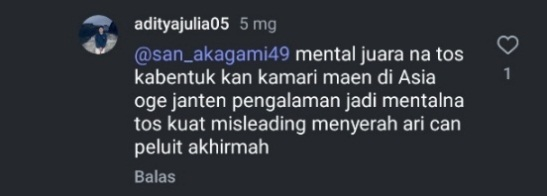 adityajulia05 5 mg
@san_akagami49 mental juara na tos
kabentuk kan kamari maen di Asia
oge janten pengalaman jadi mentalna
tos kuat misleading menyerah ari can
peluit akhirmah
1
Balas